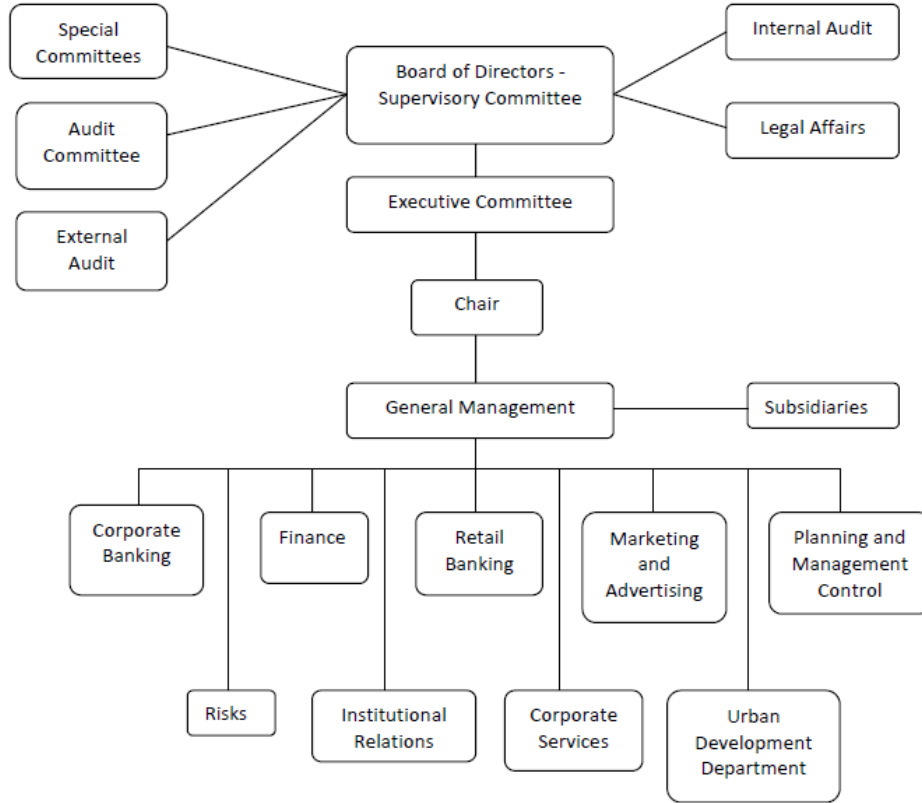 Special
Committees
Internal Audit
Board of Directors -
Supervisory Committee
Audit
Committee
Legal Affairs
Executive Committee
External
Audit
Chair
General Management
Subsidiaries
Corporate
Banking
Finance
Retail
Banking
Marketing
and
Advertising
Planning and
Management
Control
Risks
Institutional
Relations
Corporate
Services
Urban
Development
Department